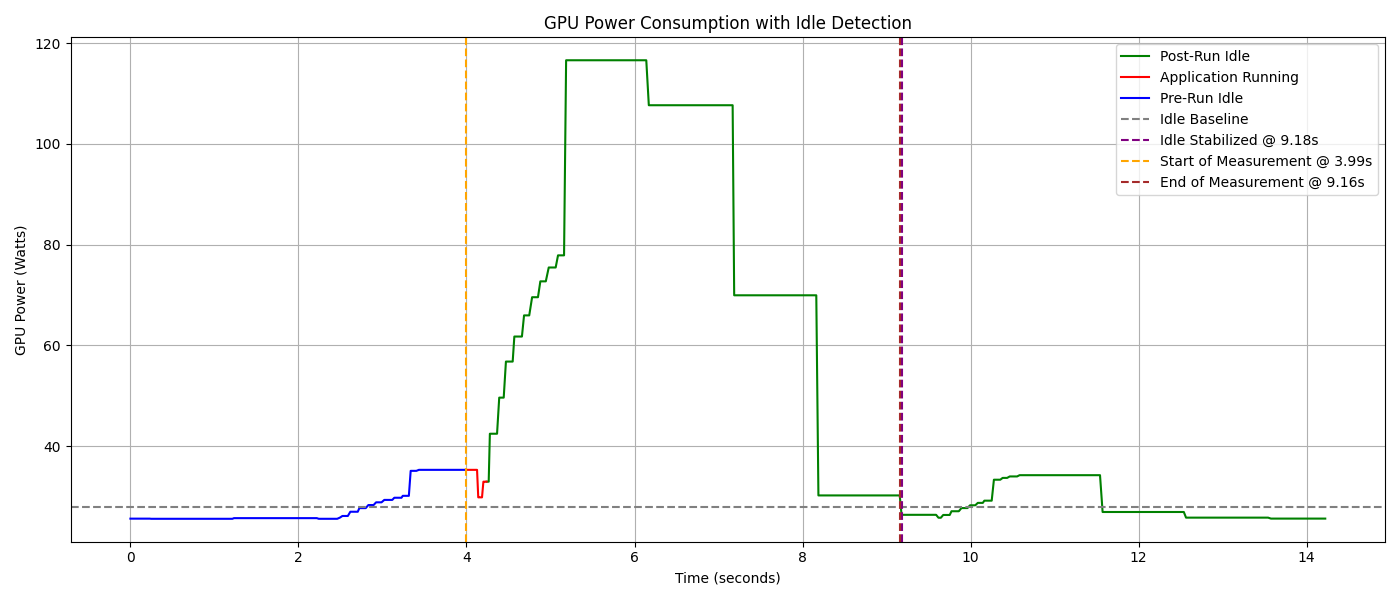 GPU Power Consumption with Idle Detection
120
100
80
60
40
GPU Power (Watts)
0
2
4
6
8
10
12
14
Time (seconds)
Post-Run Idle
Application Running
Pre-Run Idle
Idle Baseline
Idle Stabilized @ 9.18s
Start of Measurement @ 3.99s
End of Measurement @ 9.16s